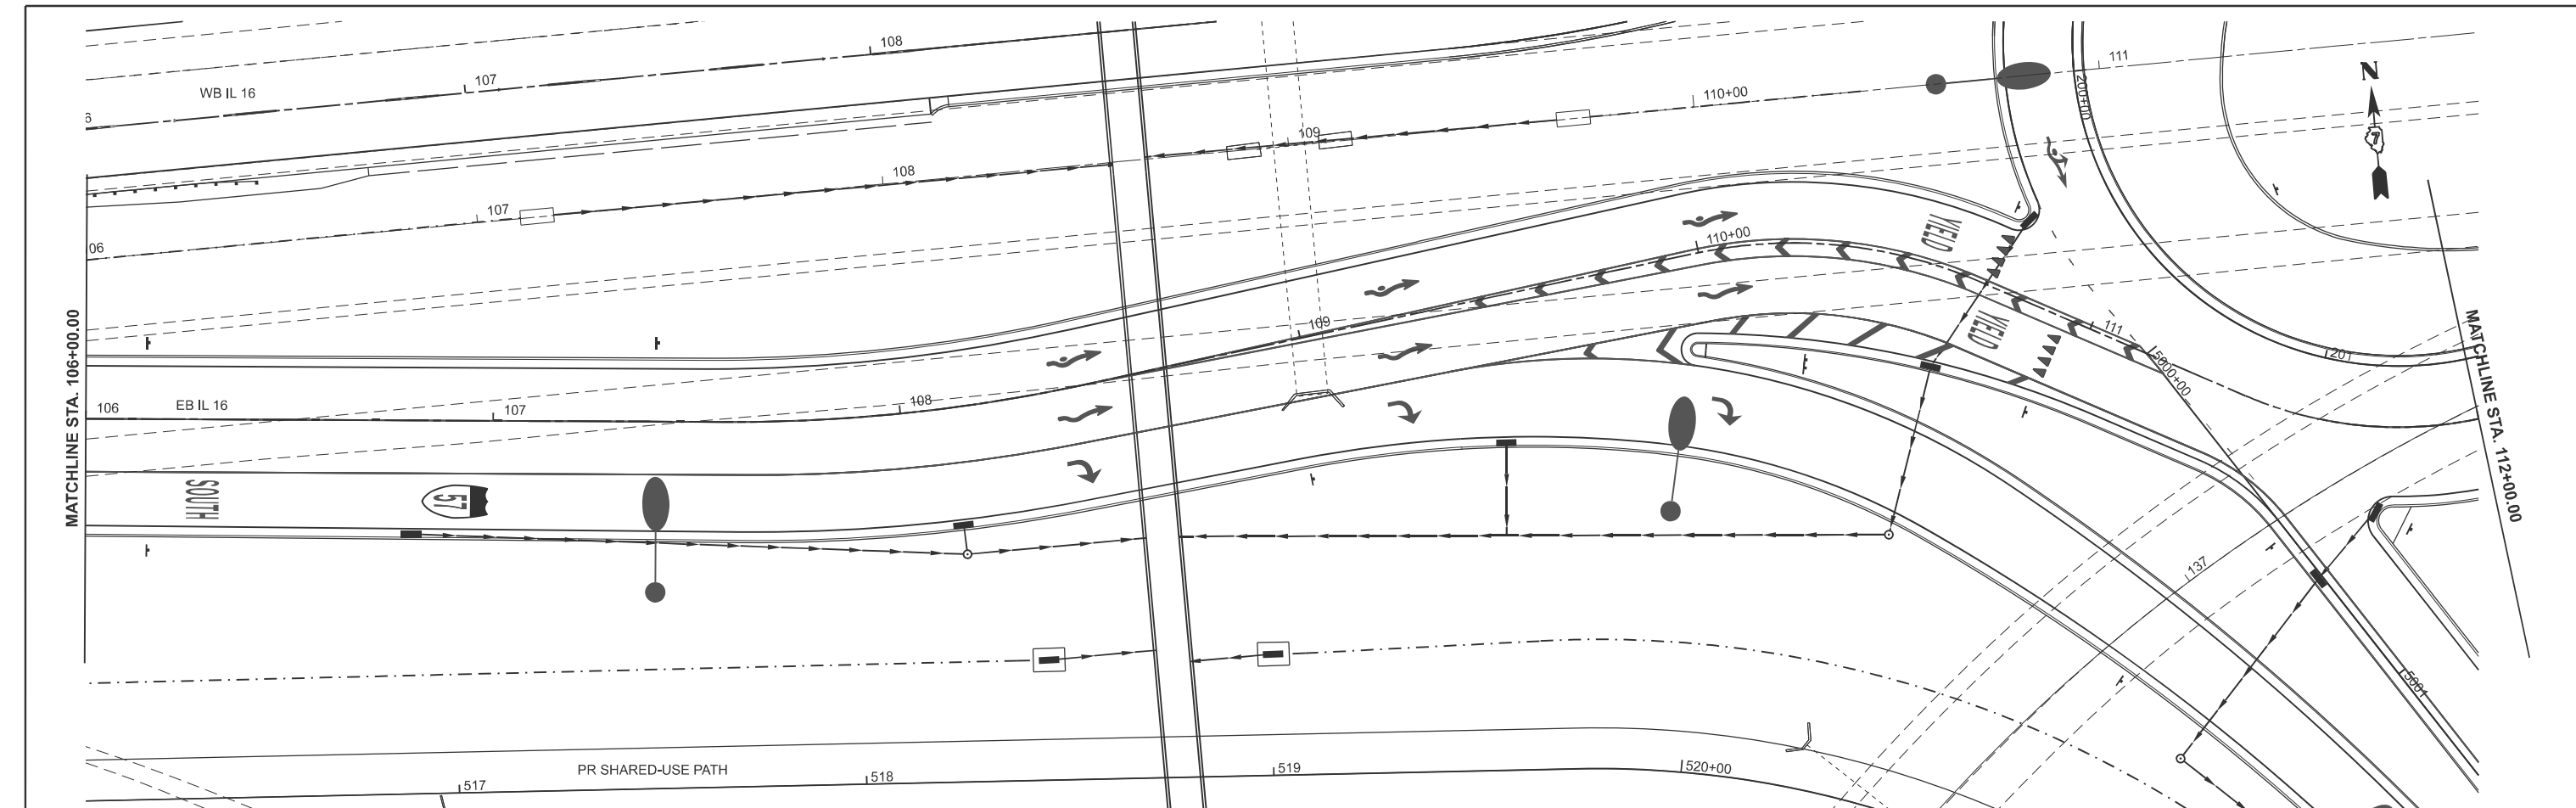 108
111
107
WB IL 16
N
200+00
110+00
6
109
108
107
06
YIELD
110+00
109
YIELD
111
201
5000+00
MATCHLINE STA. 106+00.00
MATCHLINE STA. 112+00.00
106
EB IL 16
107
108
SOUTH
57
137
5001
PR SHARED-USE PATH
517
518
519
520+00